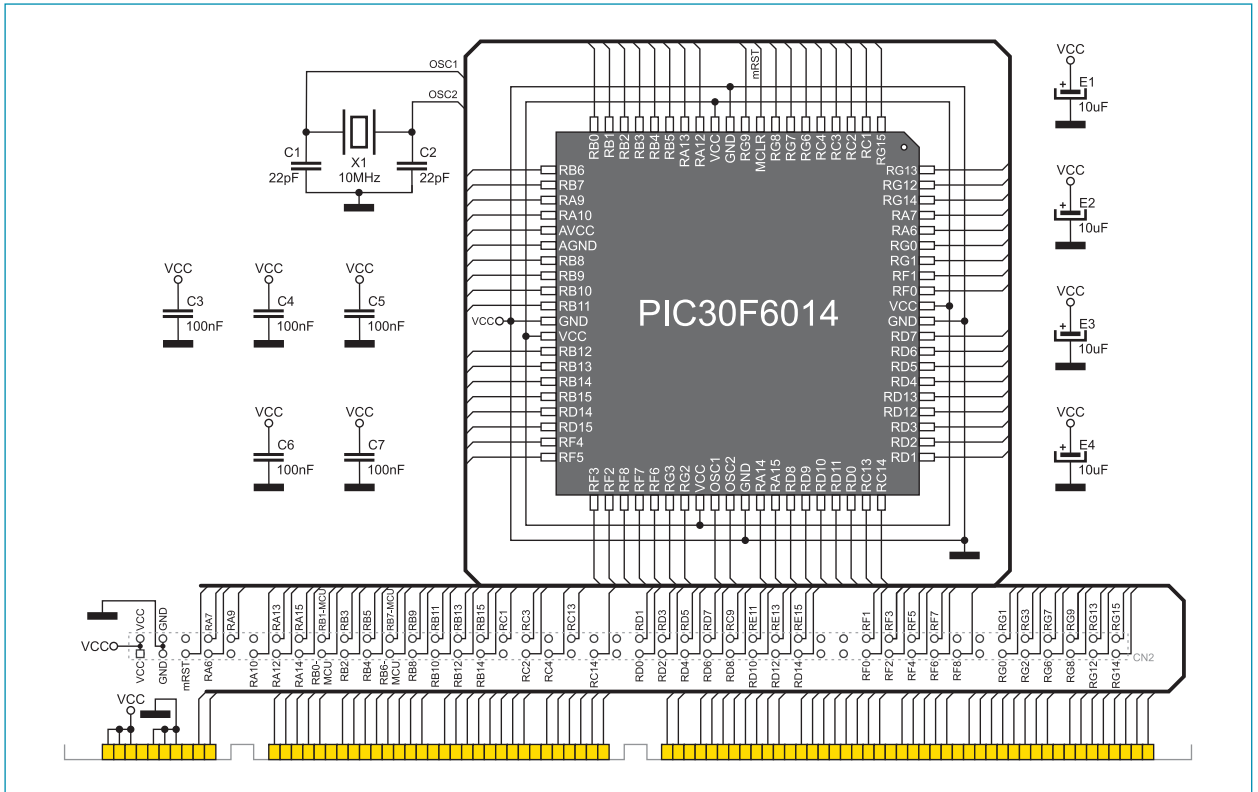 OSC1
OSC2
C1
22pF
X1
10MHz
C2
22pF
VCC
C3
100nF
VCC
C4
100nF
VCC
C5
100nF
VCC
C6
100nF
VCC
C7
100nF
mRST
RB0
RB1
RB2
RB3
RB4
RB5
RA13
RA12
VCC
GND
RG9
MCLR
RG8
RG7
RG6
RC4
RC3
RC2
RC1
RG15
RB6
RB7
RA9
RA10
AVCC
AGND
RB8
RB9
RB10
RB11
GND
VCC
RB12
RB13
RB14
RB15
RD14
RD15
RF4
RF5
VCC
PIC30F6014
RG13
RG12
RG14
RA7
RA6
RG0
RG1
RF1
RF0
VCC
GND
RD7
RD6
RD5
RD4
RD13
RD12
RD3
RD2
RD1
RF3
RF2
RF8
RF7
RF6
RG3
RG2
VCC
OSC1
OSC2
GND
RA14
RA15
RD8
RD9
RD10
RD11
RD0
RC13
RC14
VCC
+
E1
10uF
VCC
+
E2
10uF
VCC
+
E3
10uF
VCC
+
E4
10uF
VCC
VCC
GND
RA7
RA9
RA13
RA15
RB1-MCU
RB3
RB5
RB7-MCU
RB9
RB11
RB13
RB15
RC1
RC3
RC13
RD1
RD3
RD5
RD7
RC9
RE11
RE13
RE15
RF1
RF3
RF5
RF7
RG1
RG3
RG7
RG9
RG13
RG15
VCC
GND
mRST
RA6
RA10
RA12
RA14
RB0-
MCU
RB2
RB4
RB6-
MCU
RB8
RB10
RB12
RB14
RC2
RC4
RC14
RD0
RD2
RD4
RD6
RD8
RD10
RD12
RD14
RF0
RF2
RF4
RF6
RF8
RG0
RG2
RG6
RG8
RG12
RG14
CN2
VCC